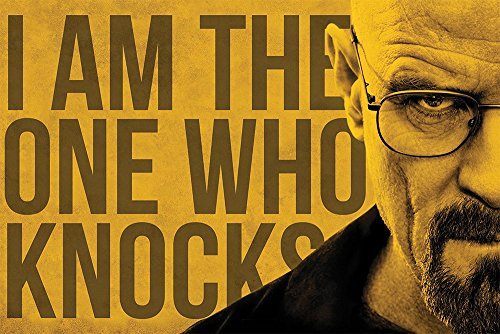 I AM THE
ONE WHO
KNOCKS.